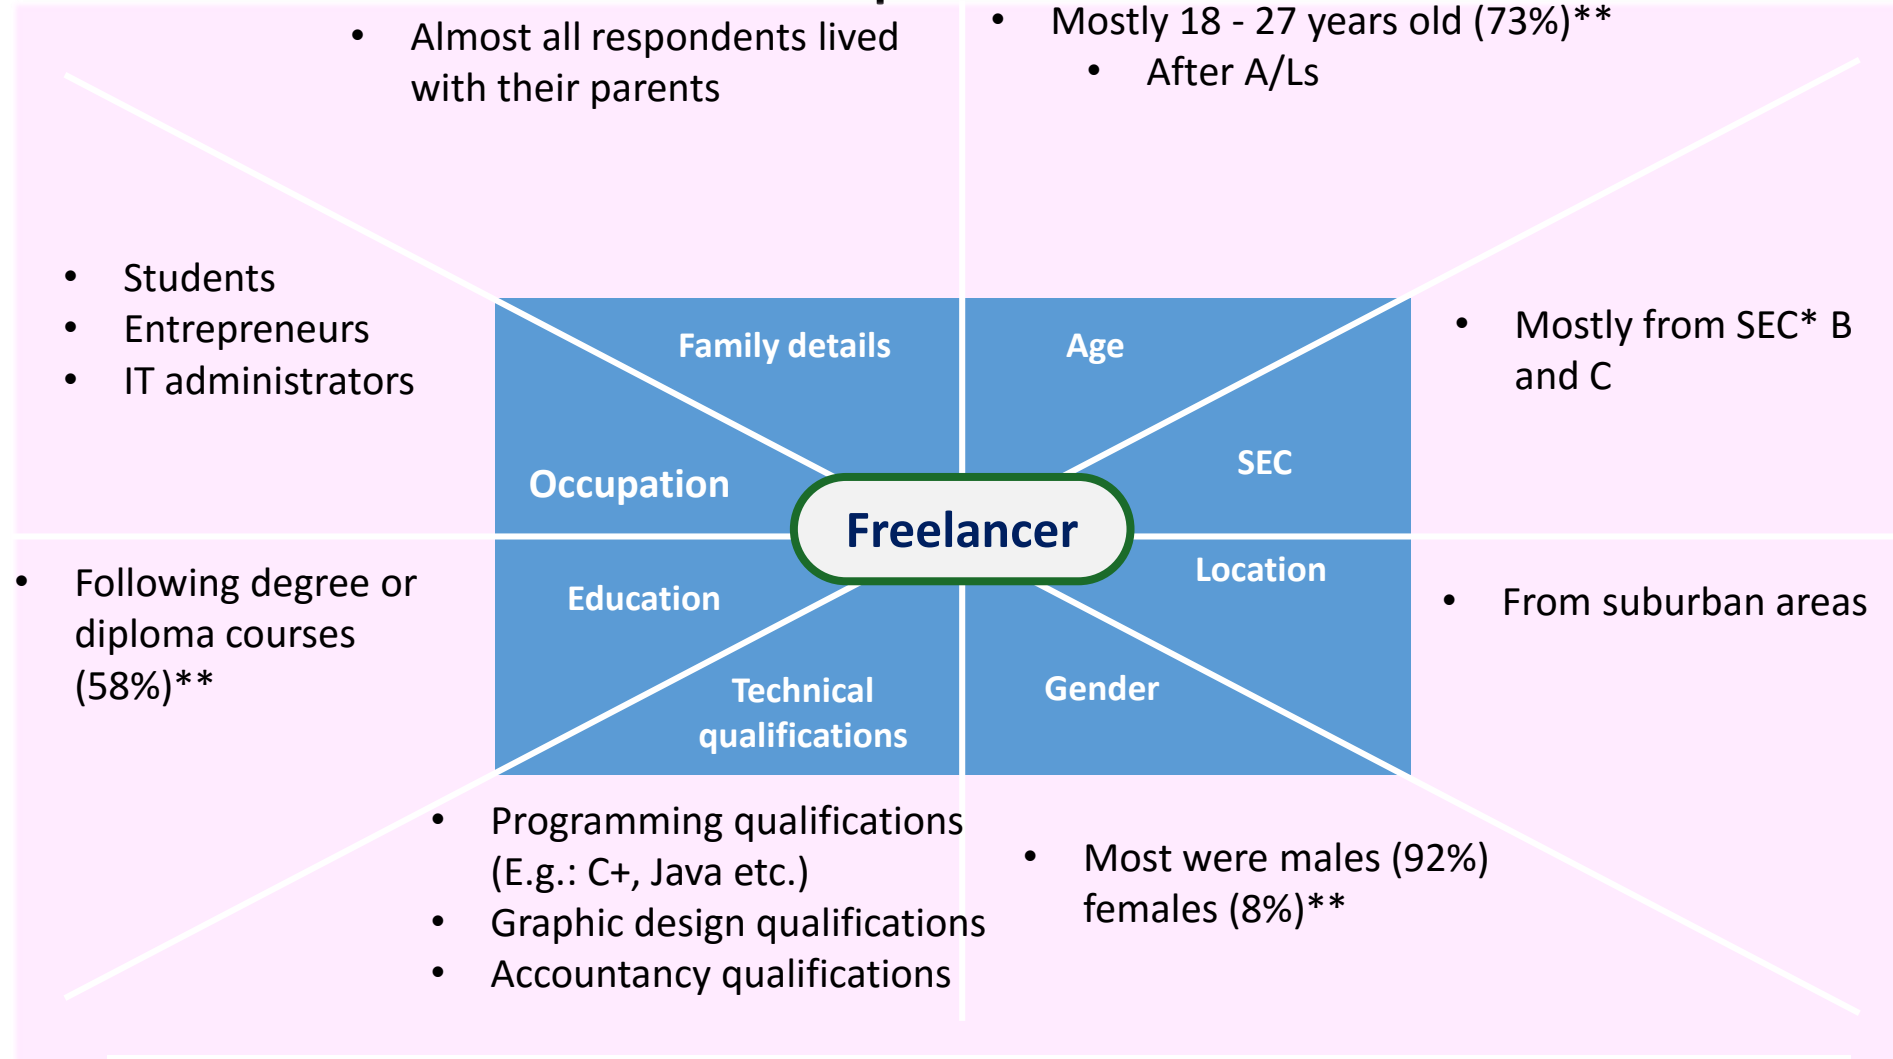 • Almost all respondents lived
with their parents
• Mostly 18 - 27 years old (73%)**
• After A/Ls
• Students
• Entrepreneurs
• IT administrators
Family details
Age
• Mostly from SEC* B
and C
Occupation
SEC
Freelancer
• Following degree or
diploma courses
(58%)**
Education
Location
• From suburban areas
Technical
qualifications
Gender
• Programming qualifications
(E.g.: C+, Java etc.)
• Graphic design qualifications
• Accountancy qualifications
• Most were males (92%)
females (8%)**